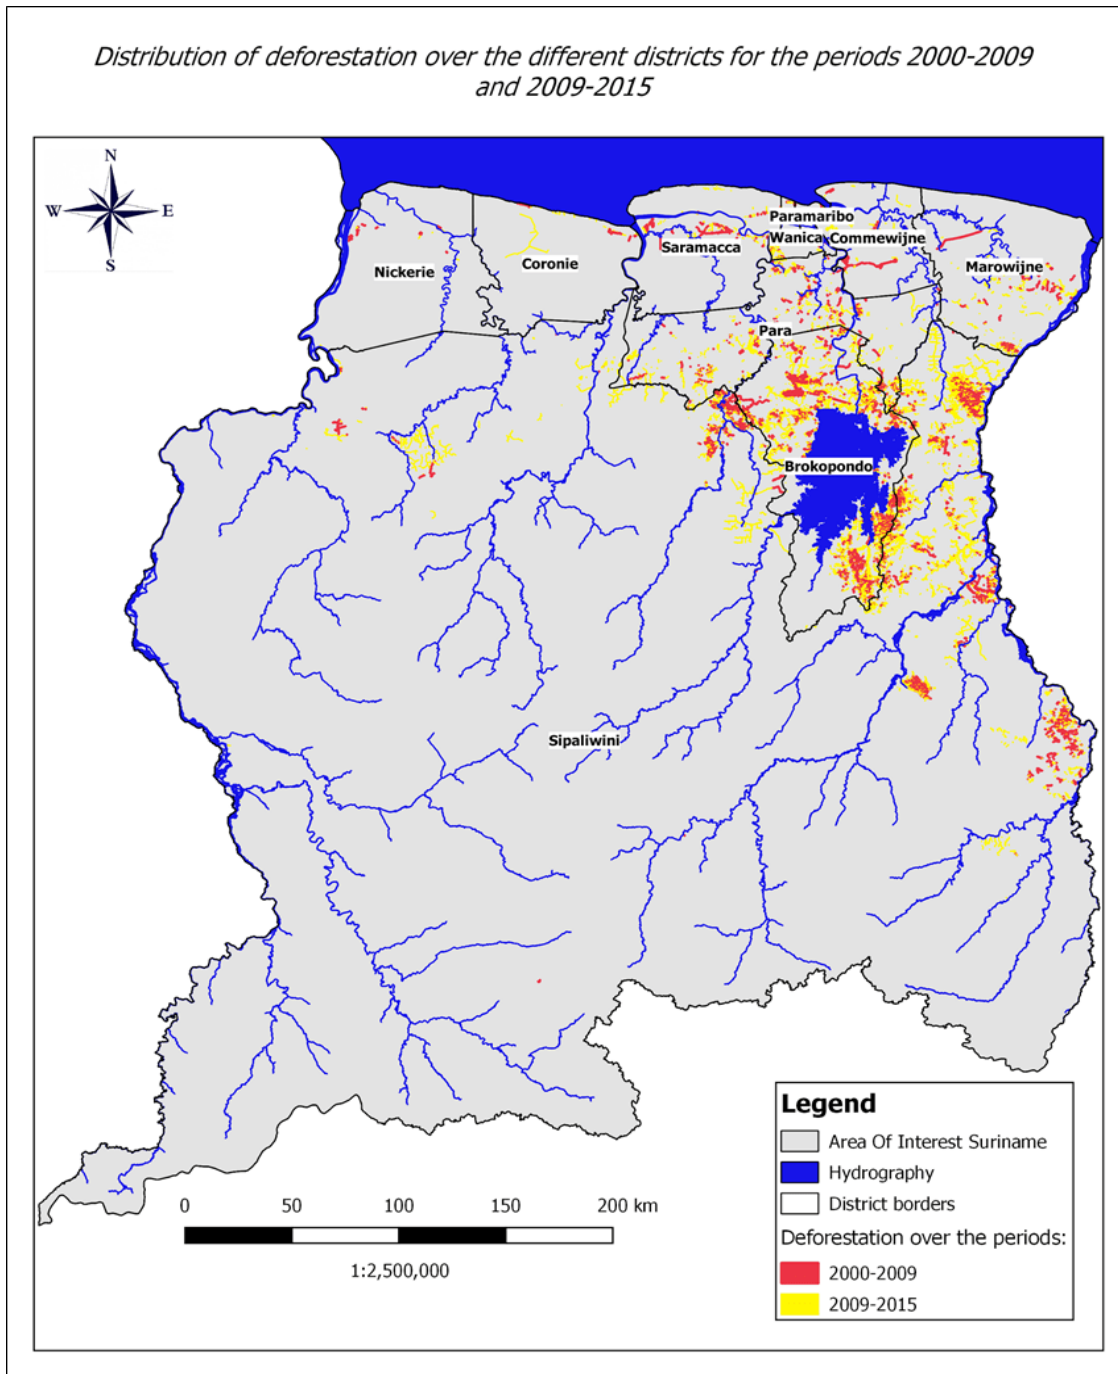 Distribution of deforestation over the different districts for the periods 2000-2009
and 2009-2015
N
W
E
S
Paramaribo
Wanica
Commewijne
Saramacca
Coronie
Nickerie
Marowijne
Para
Brokopondo
Sipaliwini
Legend
Area Of Interest Suriname
Hydrography
District borders
Deforestation over the periods:
2000-2009
2009-2015
0 50 100 150 200 km
1:2,500,000